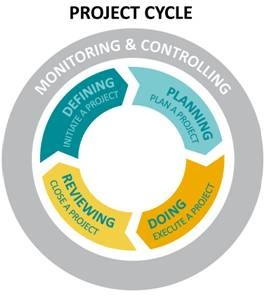 PROJECT CYCLE
MONITORING & CONTROLLING
DEFINING
INITIATE A PROJECT
PLANNING
PLAN A PROJECT
DOING
EXECUTE A PROJECT
REVIEWING
CLOSE A PROJECT